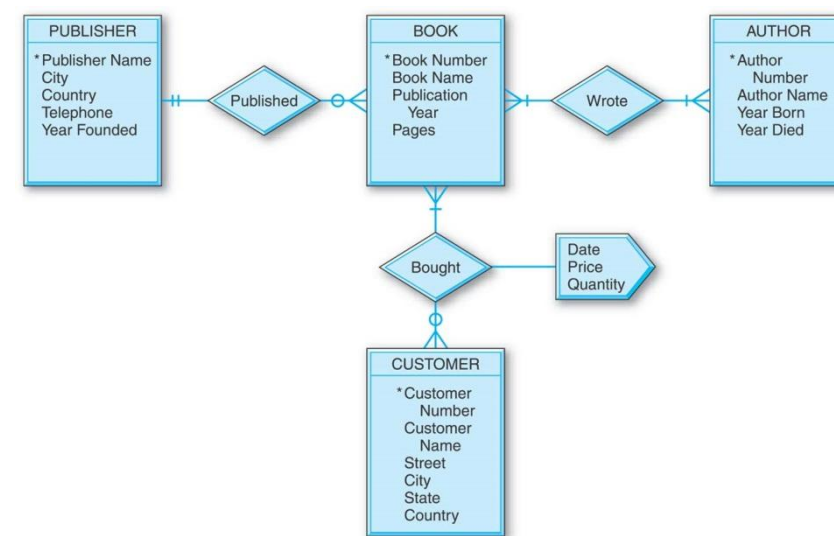 PUBLISHER
*Publisher Name
City
Country
Telephone
Year Founded
Published
BOOK
*Book Number
Book Name
Publication
Year
Pages
Wrote
AUTHOR
*Author
Number
Author Name
Year Born
Year Died
Bought
Date
Price
Quantity
CUSTOMER
*Customer
Number
Customer
Name
Street
City
State
Country